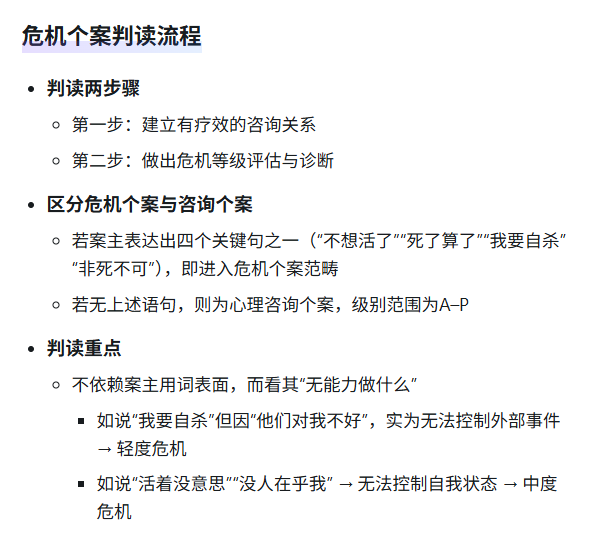 危机个案判读流程
判读两步骤
第一步：建立有疗效的咨询关系
第二步：做出危机等级评估与诊断
区分危机个案与咨询个案
若案主表达出四个关键句之一（“不想活了”“死了算了”“我要自杀”
“非死不可”），即进入危机个案范畴
若无上述语句，则为心理咨询个案，级别范围为A–P
判读重点
不依赖案主用词表面，而看其“无能力做什么”
如说“我要自杀”但因“他们对我不好”，实为无法控制外部事件
→ 轻度危机
如说“活着没意思”“没人在乎我” → 无法控制自我状态 → 中度
危机